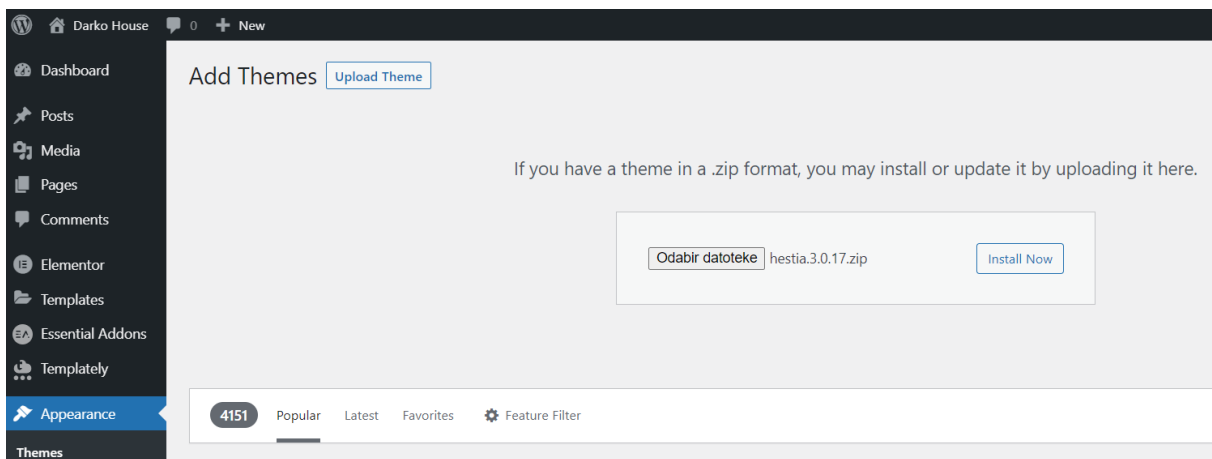 Darko House 0 New
Dashboard
Posts
Media
Pages
Comments
Elementor
Templates
Essential Addons
Templately
Appearance
Themes
Add Themes Upload Theme
If you have a theme in a .zip format, you may install or update it by uploading it here.
Odabir datoteke hestia.3.0.17.zip Install Now
4151 Popular Latest Favorites Feature Filter